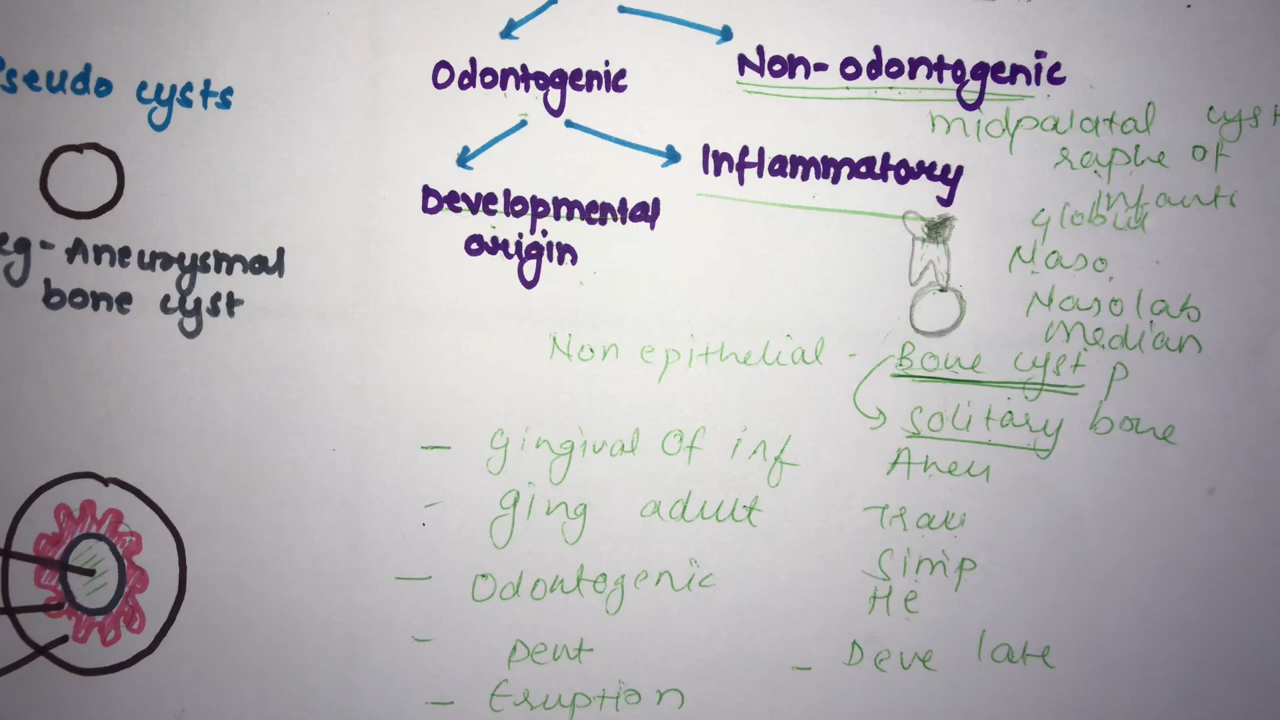 Pseudo cysts
eg - Aneurysmal
bone cyst
Odontogenic
Non-odontogenic
Developmental
origin
Inflammatory
midpalatal cyst
raphe of
infants
globu
Naso
Nasolab
Median
Non epithelial - Bone cyst p
solitary bone
Aneu
Trau
Simp
He
- Deve late
- gingival Of inf
- ging adult
- Odontogenic
- Dent
- Eruption